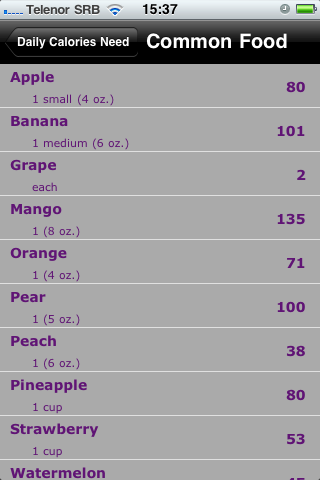 Telenor SRB 15:37
Daily Calories Need Common Food
Apple 80
1 small (4 oz.)
Banana 101
1 medium (6 oz.)
Grape 2
each
Mango 135
1 (8 oz.)
Orange 71
1 (4 oz.)
Pear 100
1 (5 oz.)
Peach 38
1 (6 oz.)
Pineapple 80
1 cup
Strawberry 53
1 cup
Watermelon